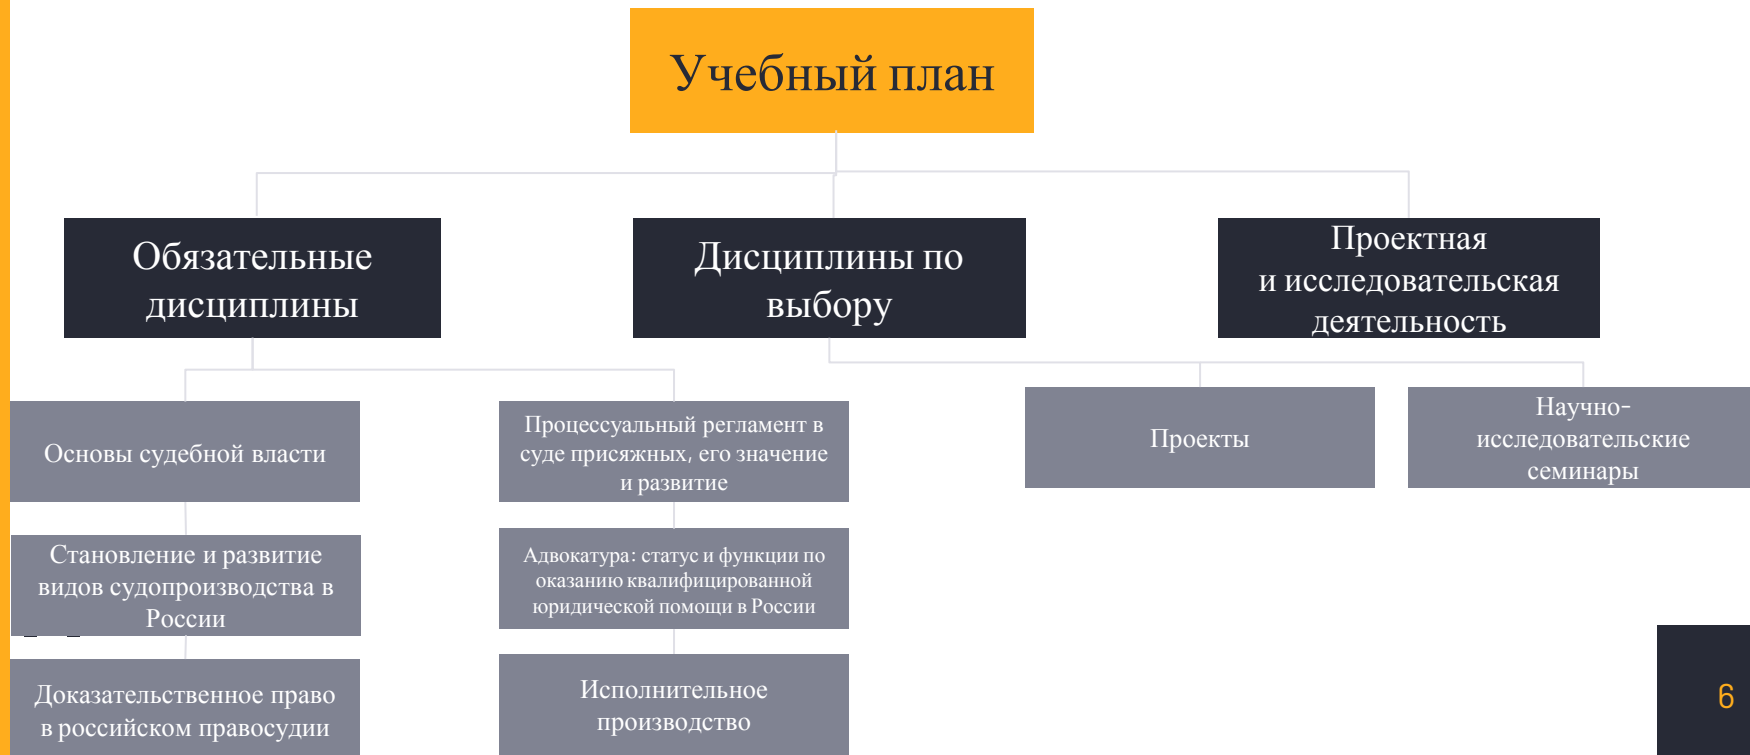 Учебный план
Обязательные
дисциплины
Дисциплины по
выбору
Проектная
и исследовательская
деятельность
Основы судебной власти
Становление и развитие
видов судопроизводства в
России
Доказательственное право
в российском правосудии
Процессуальный регламент в
суде присяжных, его значение
и развитие
Адвокатура: статус и функции по
оказанию квалифицированной
юридической помощи в России
Исполнительное
производство
Проекты
Научно-
исследовательские
семинары
6